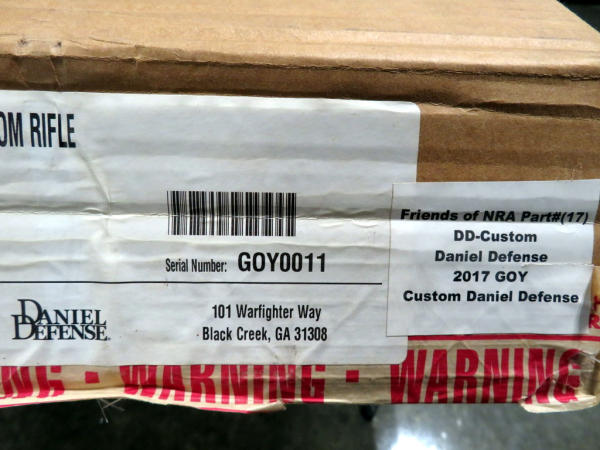 OM RIFLE
Serial Number: GOY0011
DANIEL
DEFENSE
101 Warfighter Way
Black Creek, GA 31308
Friends of NRA Part#(17)
DD-Custom
Daniel Defense
2017 GOY
Custom Daniel Defense
WARNING · WARNING · WARNING